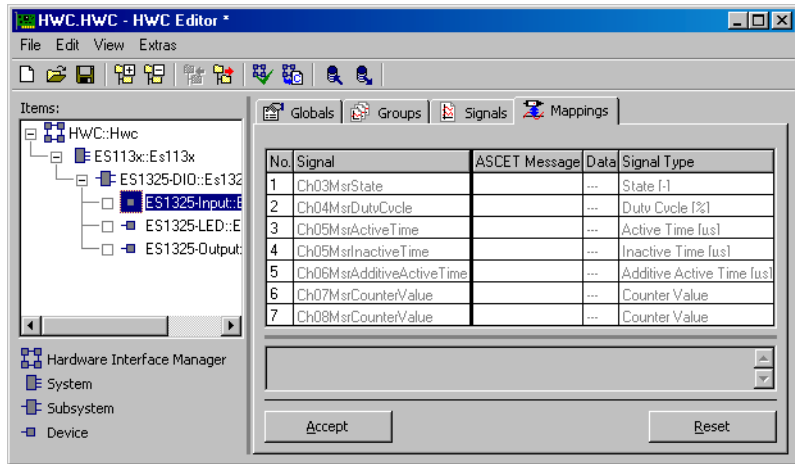 HWC.HWC - HWC Editor *
File Edit View Extras
Items:
HWC::Hwc
ES113x::Es113x
ES1325-DIO::Es132
ES1325-Input::E
ES1325-LED::E
ES1325-Output:
Hardware Interface Manager
System
Subsystem
Device
Globals Groups Signals Mappings
No. Signal ASCET Message Data Signal Type
1 Ch03MsrState --- State [-]
2 Ch04MsrDutyCycle --- Duty Cycle [%]
3 Ch05MsrActiveTime --- Active Time [us]
4 Ch05MsrInactiveTime --- Inactive Time [us]
5 Ch06MsrAdditiveActiveTime --- Additive Active Time [us]
6 Ch07MsrCounterValue --- Counter Value
7 Ch08MsrCounterValue --- Counter Value
Accept Reset